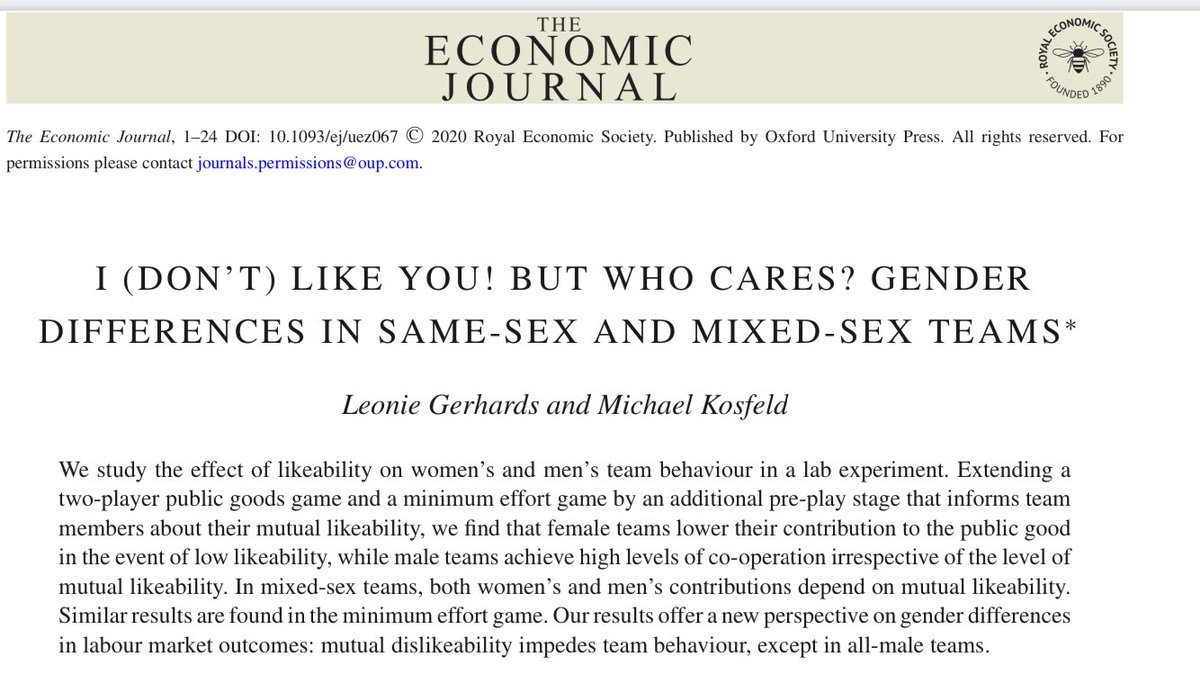 THE
ECONOMIC
JOURNAL
ROYAL ECONOMIC SOCIETY
· FOUNDED 1890 ·
The Economic Journal, 1–24 DOI: 10.1093/ej/uez067 © 2020 Royal Economic Society. Published by Oxford University Press. All rights reserved. For
permissions please contact journals.permissions@oup.com.
I (DON'T) LIKE YOU! BUT WHO CARES? GENDER
DIFFERENCES IN SAME-SEX AND MIXED-SEX TEAMS*
Leonie Gerhards and Michael Kosfeld
We study the effect of likeability on women's and men's team behaviour in a lab experiment. Extending a
two-player public goods game and a minimum effort game by an additional pre-play stage that informs team
members about their mutual likeability, we find that female teams lower their contribution to the public good
in the event of low likeability, while male teams achieve high levels of co-operation irrespective of the level of
mutual likeability. In mixed-sex teams, both women's and men's contributions depend on mutual likeability.
Similar results are found in the minimum effort game. Our results offer a new perspective on gender differences
in labour market outcomes: mutual dislikeability impedes team behaviour, except in all-male teams.